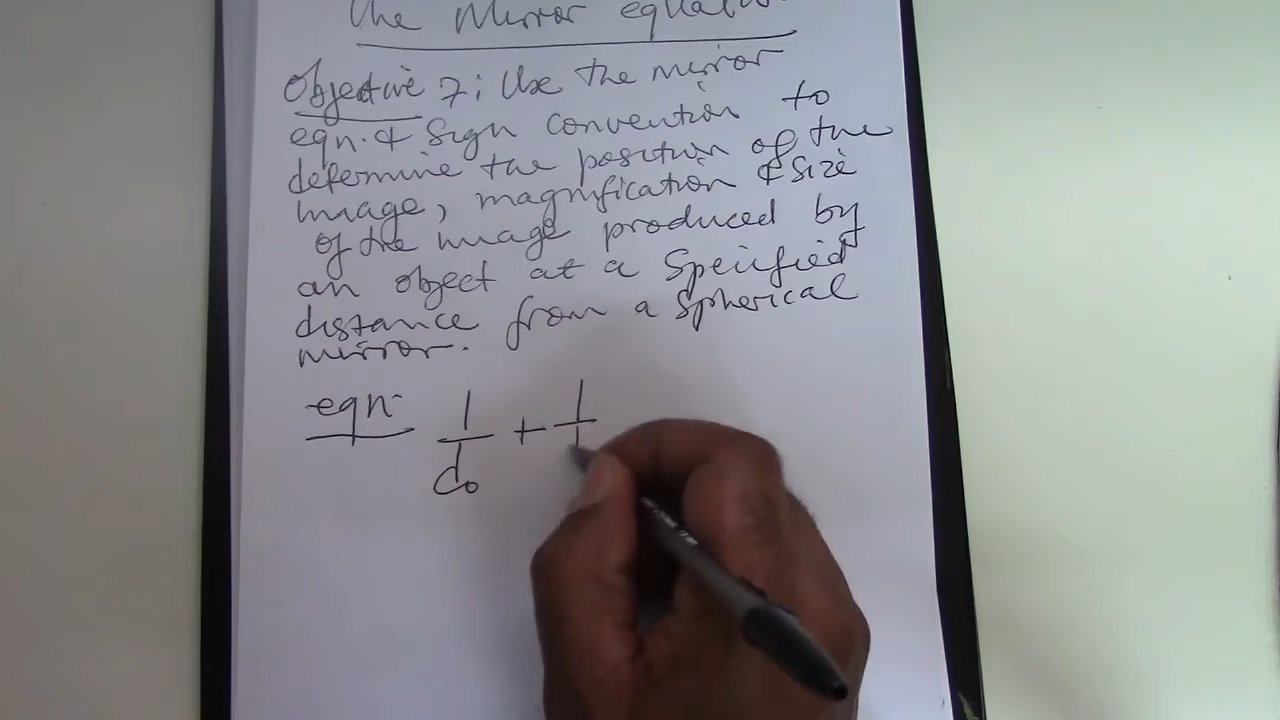 The Mirror equation
Objective 7: Use the mirror
eqn. & Sign convention to
determine the position of the
image, magnification & size
of the image produced by
an object at a specified
distance from a spherical
mirror.
eqn. 1/do + 1/